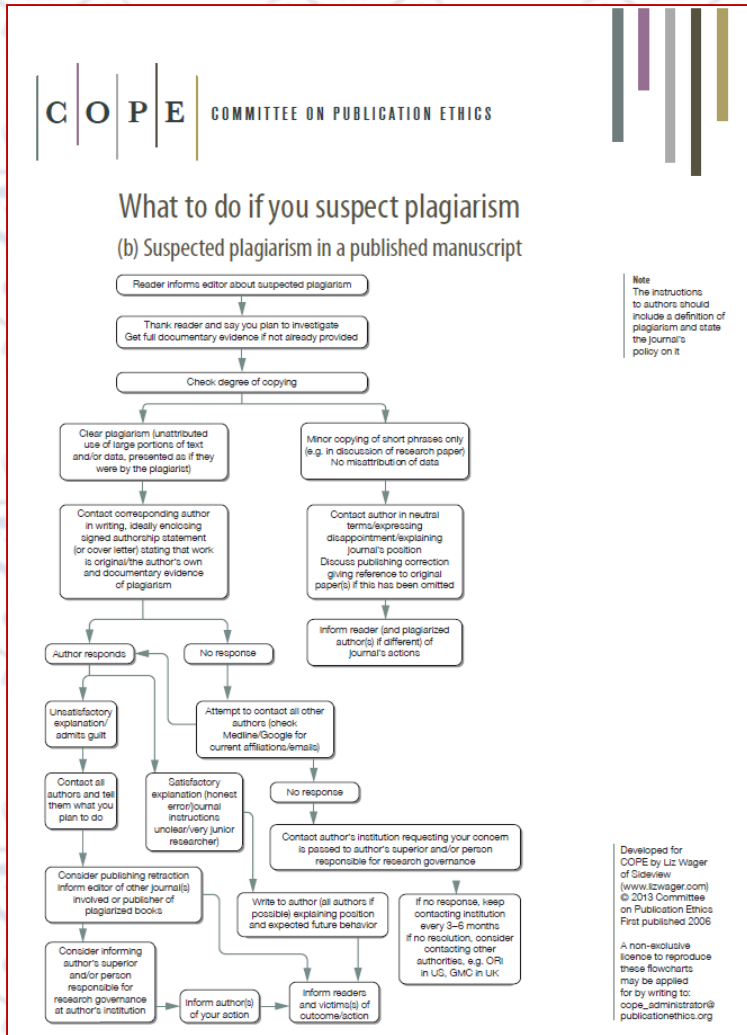 COPE COMMITTEE ON PUBLICATION ETHICS
What to do if you suspect plagiarism
(b) Suspected plagiarism in a published manuscript
Reader informs editor about suspected plagiarism
Thank reader and say you plan to investigate
Get full documentary evidence if not already provided
Check degree of copying
Clear plagiarism (unattributed
use of large portions of text
and/or data, presented as if they
were by the plagiarist)
Minor copying of short phrases only
(e.g. in discussion of research paper)
No misattribution of data
Contact corresponding author
in writing, ideally enclosing
signed authorship statement
(or cover letter) stating that work
is original/the author's own
and documentary evidence
of plagiarism
Contact author in neutral
terms/expressing
disappointment/explaining
journal's position
Discuss publishing correction
giving reference to original
paper(s) if this has been omitted
Inform reader (and plagiarized
author(s) if different) of
journal's actions
Author responds
No response
Unsatisfactory
explanation/
admits guilt
Attempt to contact all other
authors (check
Medline/Google for
current affiliations/emails)
Contact all
authors and tell
them what you
plan to do
Satisfactory
explanation (honest
error/journal
instructions
unclear/very junior
researcher)
No response
Contact author's institution requesting your concern
is passed to author's superior and/or person
responsible for research governance
Consider publishing retraction
Inform editor of other journal(s)
involved or publisher of
plagiarized books
Write to author (all authors if
possible) explaining position
and expected future behavior
If no response, keep
contacting institution
every 3–6 months
If no resolution, consider
contacting other
authorities, e.g. ORI
in US, GMC in UK
Consider informing
author's superior
and/or person
responsible for
research governance
at author's institution
Inform author(s)
of your action
Inform readers
and victims(s) of
outcome/action
Note
The instructions
to authors should
include a definition of
plagiarism and state
the journal's
policy on it
Developed for
COPE by Liz Wager
of Sideview
(www.lizwager.com)
© 2013 Committee
on Publication Ethics
First published 2006
A non-exclusive
licence to reproduce
these flowcharts
may be applied
for by writing to:
cope_administrator@
publicationethics.org